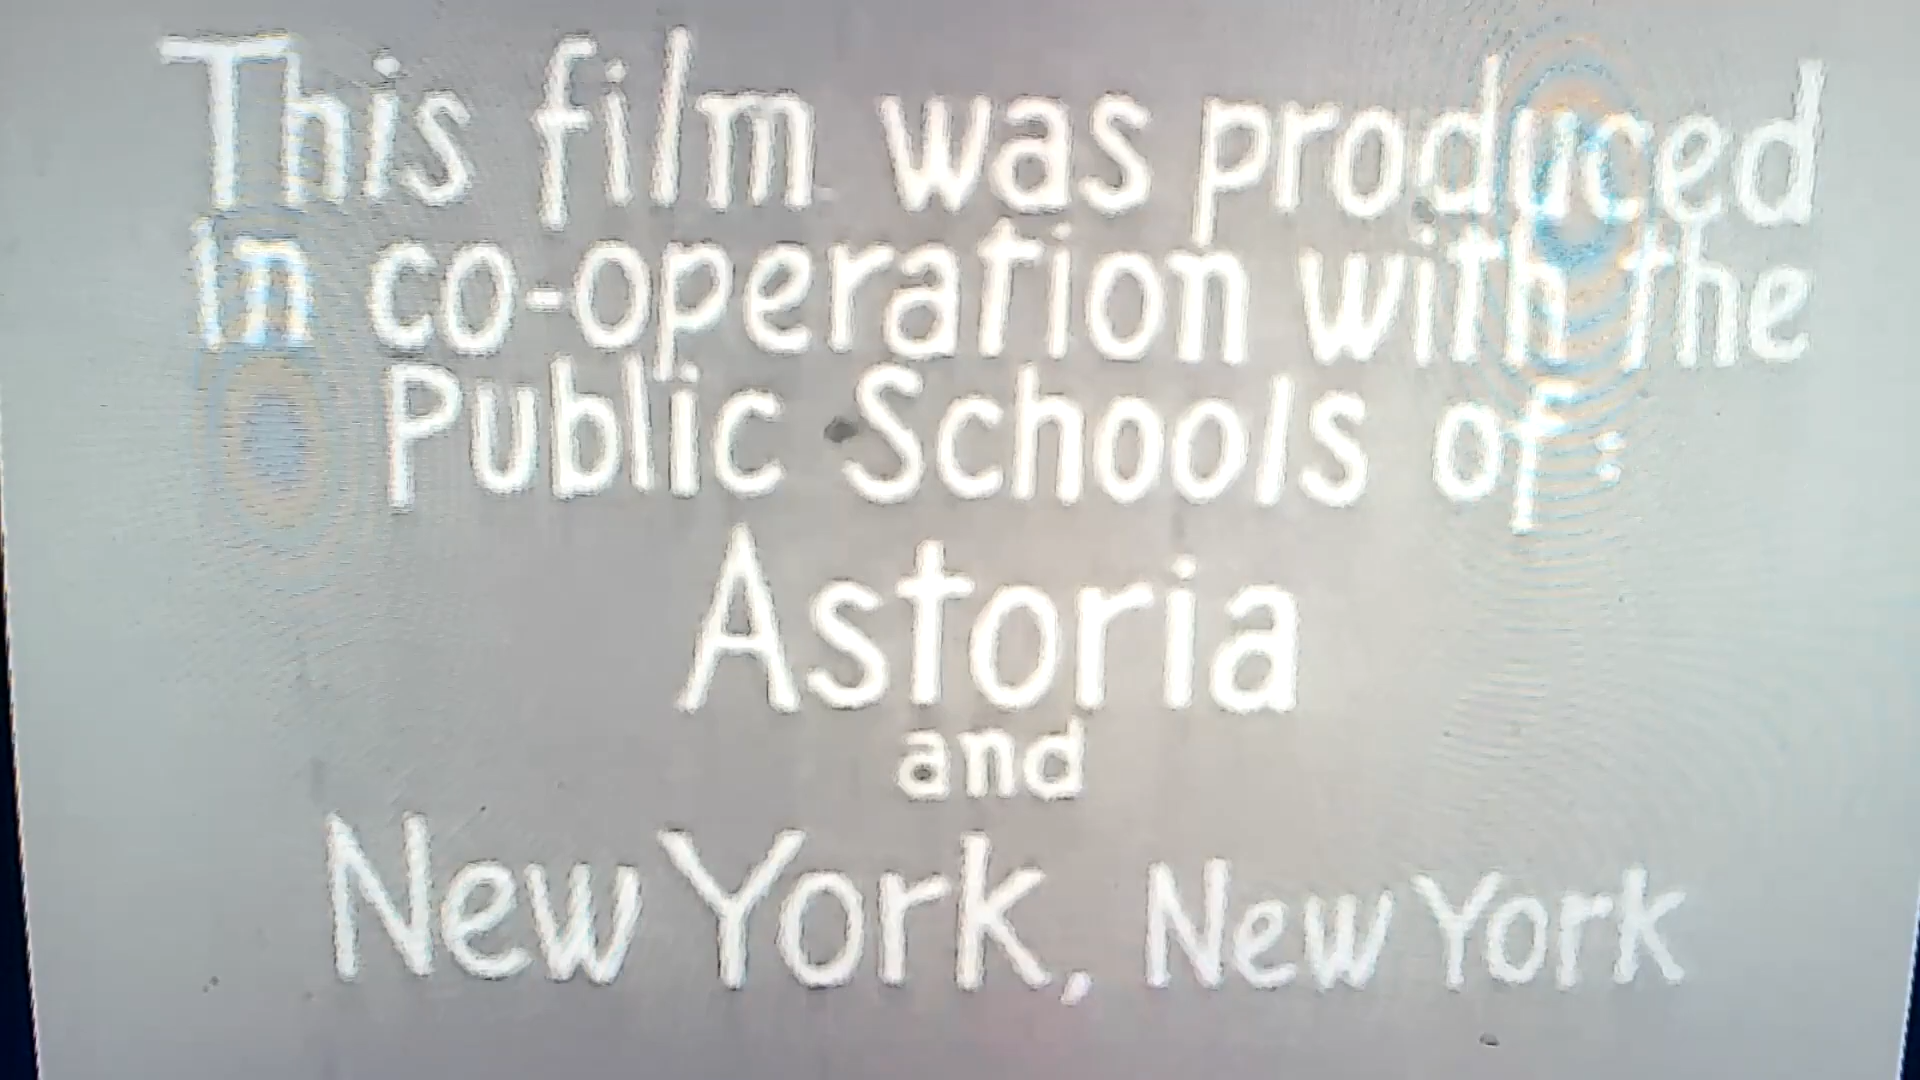 This film was produced
in co-operation with the
Public Schools of:
Astoria
and
New York, New York